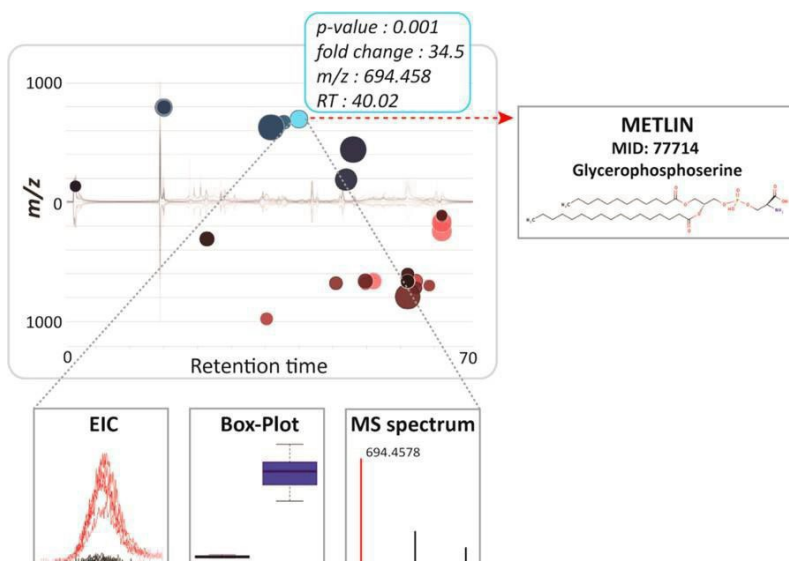 p-value : 0.001
fold change : 34.5
m/z : 694.458
RT : 40.02
1000
m/z
0
1000
0
Retention time
70
METLIN
MID: 77714
Glycerophosphoserine
EIC
Box-Plot
MS spectrum
694.4578